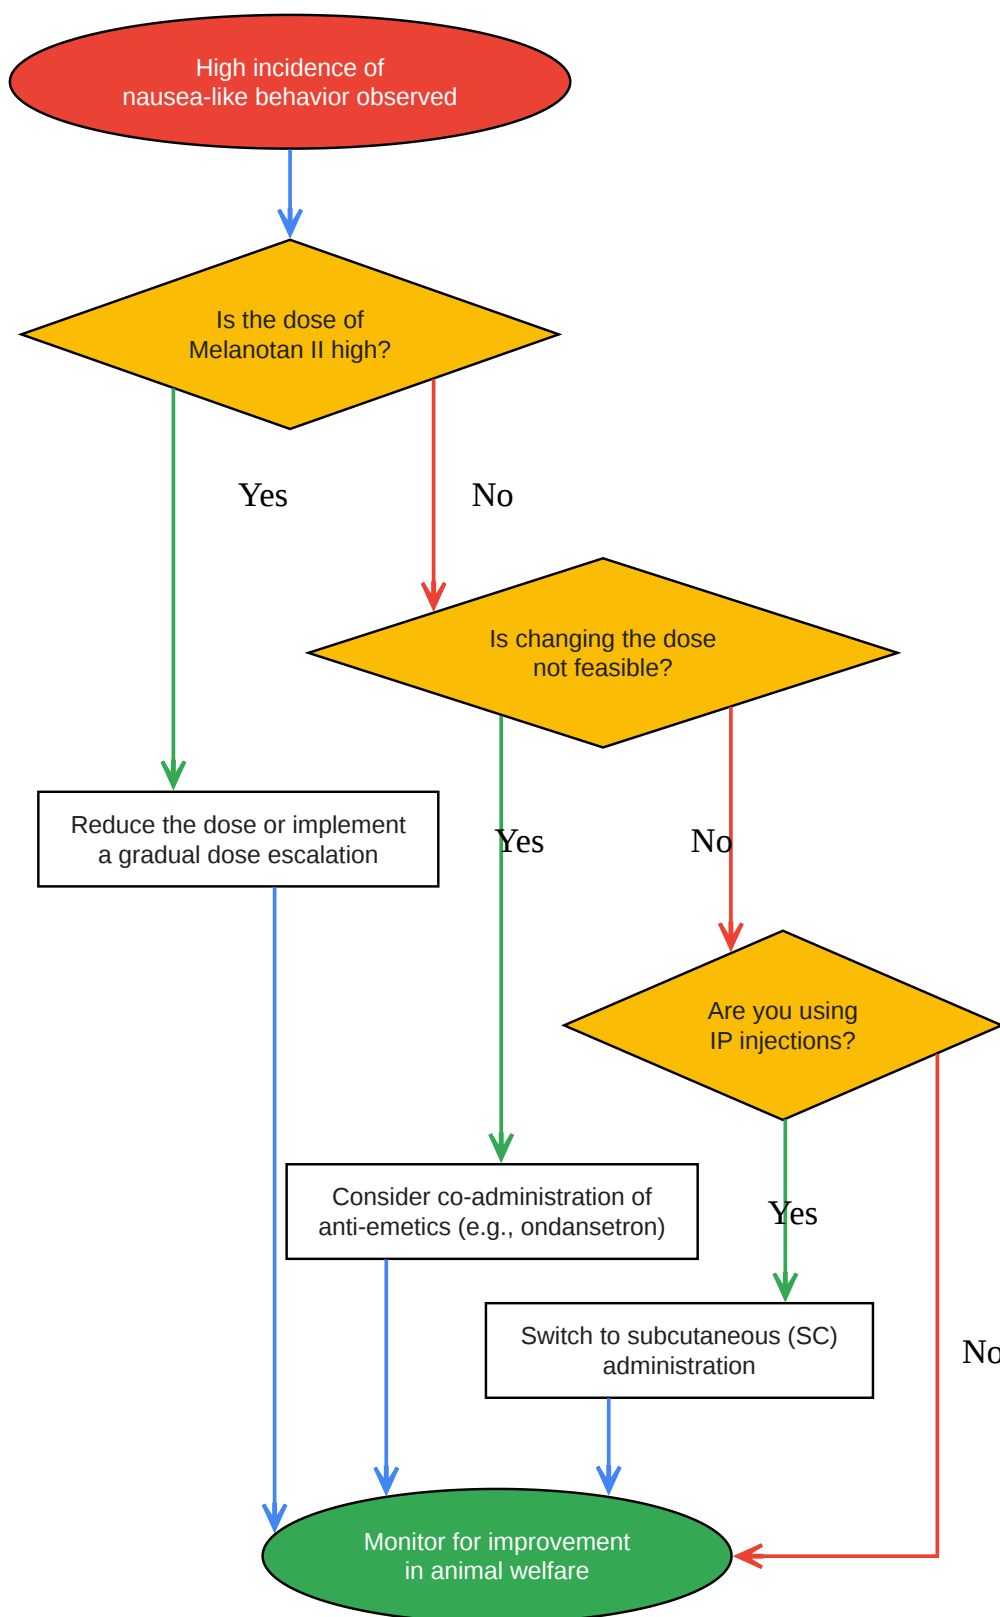 High incidence of
nausea-like behavior observed
Is the dose of
Melanotan II high?
Yes
No
Is changing the dose
not feasible?
Reduce the dose or implement
a gradual dose escalation
Yes
No
Are you using
IP injections?
Consider co-administration of
anti-emetics (e.g., ondansetron)
Yes
Switch to subcutaneous (SC)
administration
No
Monitor for improvement
in animal welfare